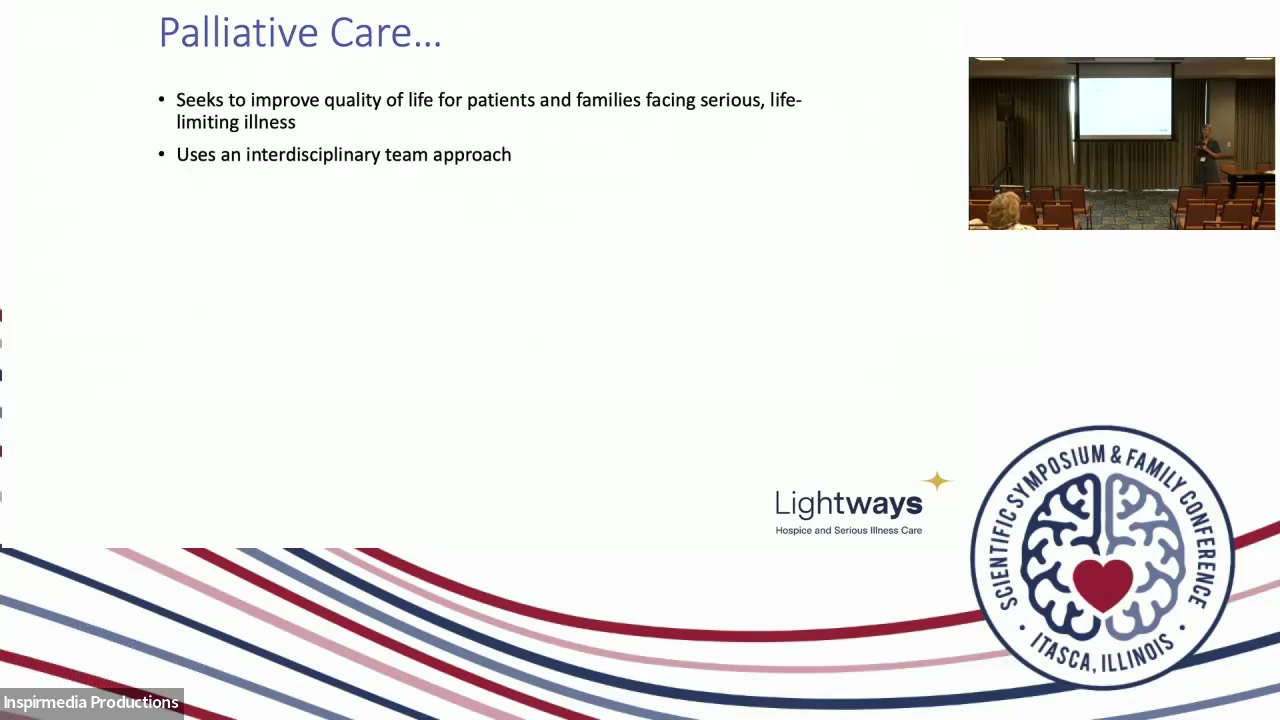 Palliative Care...
• Seeks to improve quality of life for patients and families facing serious, life-
limiting illness
• Uses an interdisciplinary team approach
Lightways
Hospice and Serious Illness Care
SCIENTIFIC SYMPOSIUM & FAMILY CONFERENCE
• ITASCA, ILLINOIS •
Inspirmedia Productions